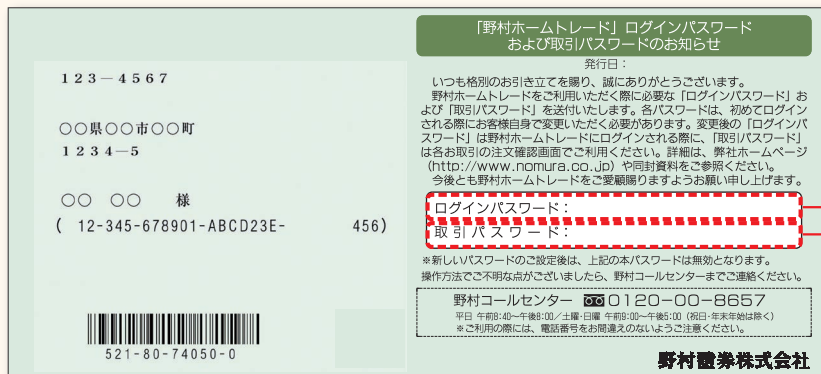 123-4567
〇〇県〇〇市〇〇町
1234-5
〇〇 〇〇 様
( 12-345-678901-ABCD23E- 456)
521-80-74050-0
「野村ホームトレード」ログインパスワード
および取引パスワードのお知らせ
発行日：
いつも格別のお引き立てを賜り、誠にありがとうございます。
野村ホームトレードをご利用いただく際に必要な「ログインパスワード」お
よび「取引パスワード」を送付いたします。各パスワードは、初めてログイン
される際にお客様自身で変更いただく必要があります。変更後の「ログインパ
スワード」は野村ホームトレードにログインされる際に、「取引パスワード」
は各お取引の注文確認画面でご利用ください。詳細は、弊社ホームページ
（http://www.nomura.co.jp）や同封資料をご参照ください。
今後とも野村ホームトレードをご愛顧賜りますようお願い申し上げます。
ログインパスワード：
取引パスワード：
※新しいパスワードのご設定後は、上記の本パスワードは無効となります。
操作方法でご不明な点がございましたら、野村コールセンターまでご連絡ください。
野村コールセンター 0120-00-8657
平日 午前8:40〜午後8:00／土曜・日曜 午前9:00〜午後5:00（祝日・年末年始は除く）
※ご利用の際には、電話番号をお間違えのないようご注意ください。
野村證券株式会社